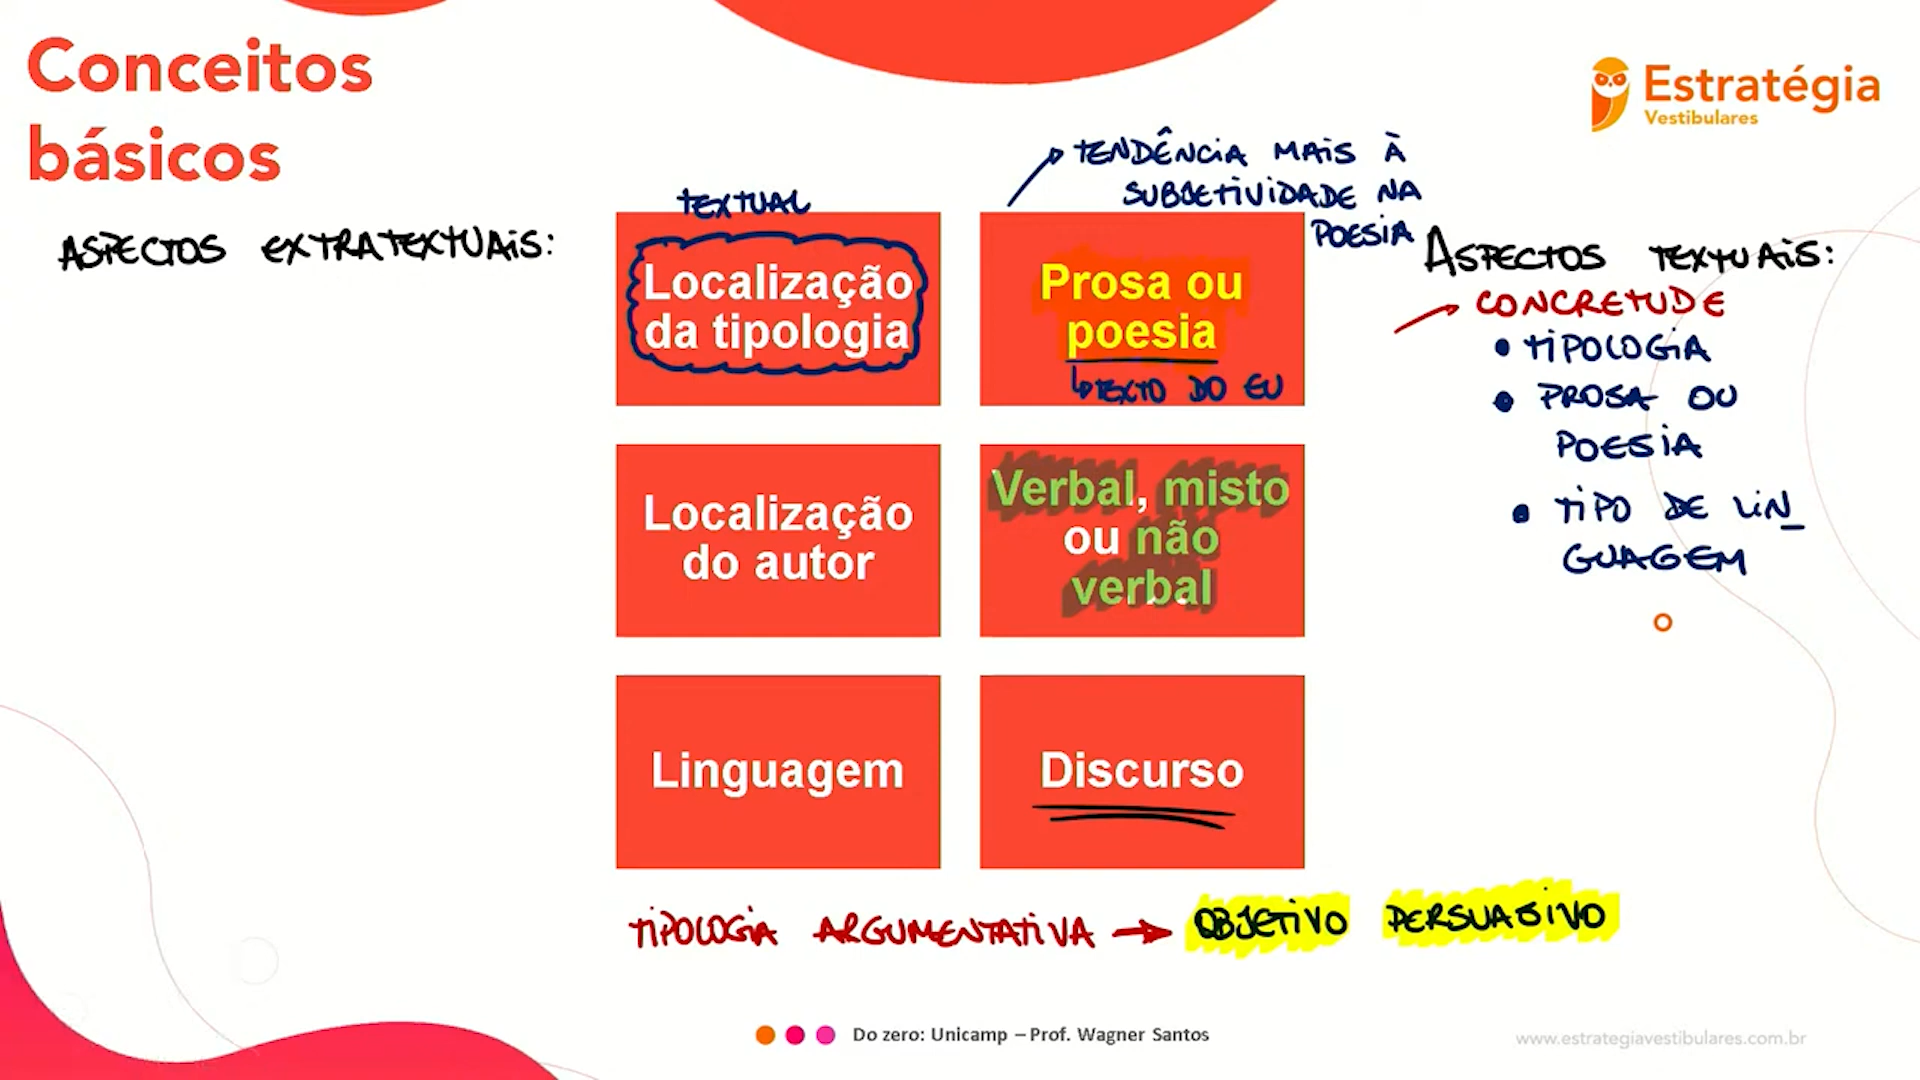 Conceitos
básicos
Estratégia
Vestibulares
TENDÊNCIA MAIS À
SUBJETIVIDADE NA
POESIA
TEXTUAL
ASPECTOS EXTRATEXTUAIS:
Localização
da tipologia
Prosa ou
poesia
TEXTO DO EU
Localização
do autor
Verbal, misto
ou não
verbal
Linguagem
Discurso
ASPECTOS TEXTUAIS:
CONCRETUDE
• TIPOLOGIA
• PROSA OU
POESIA
• TIPO DE LIN
GUAGEM
TIPOLOGIA ARGUMENTATIVA → OBJETIVO PERSUASIVO
Do zero: Unicamp – Prof. Wagner Santos
www.estrategiavestibulares.com.br